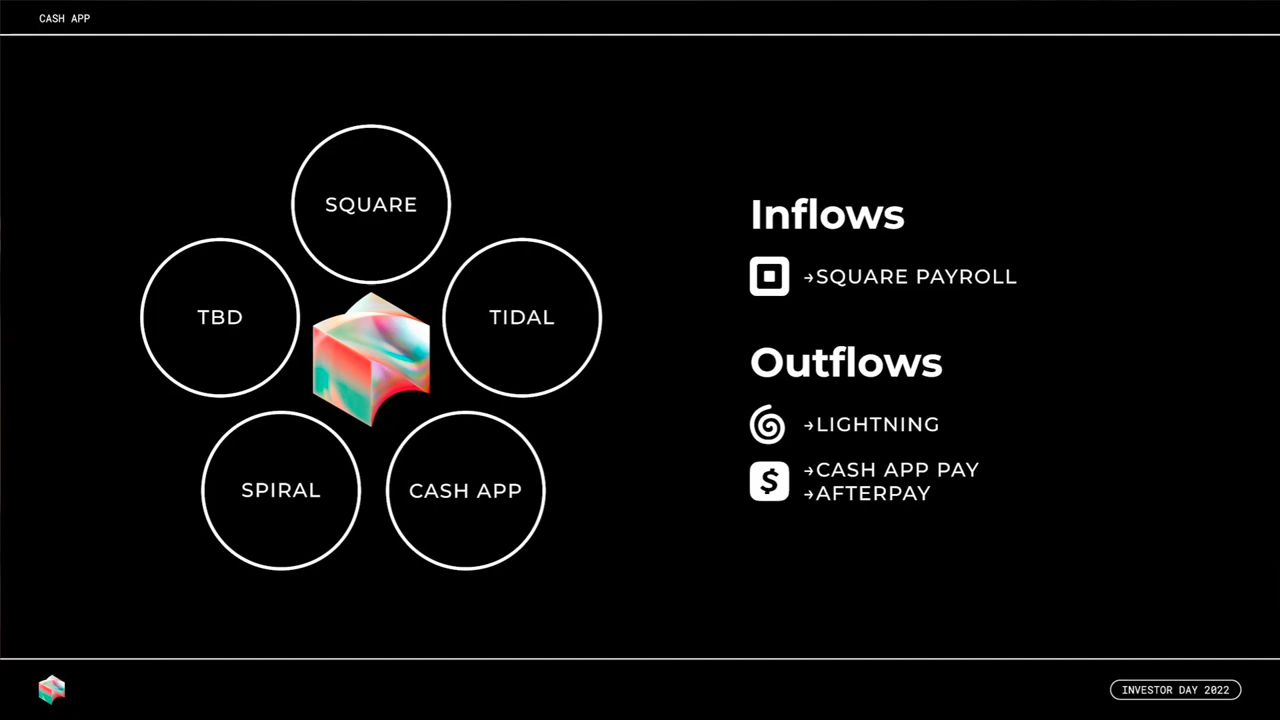 CASH APP
SQUARE
TBD
TIDAL
SPIRAL
CASH APP
Inflows
→SQUARE PAYROLL
Outflows
→LIGHTNING
$
→CASH APP PAY
→AFTERPAY
INVESTOR DAY 2022